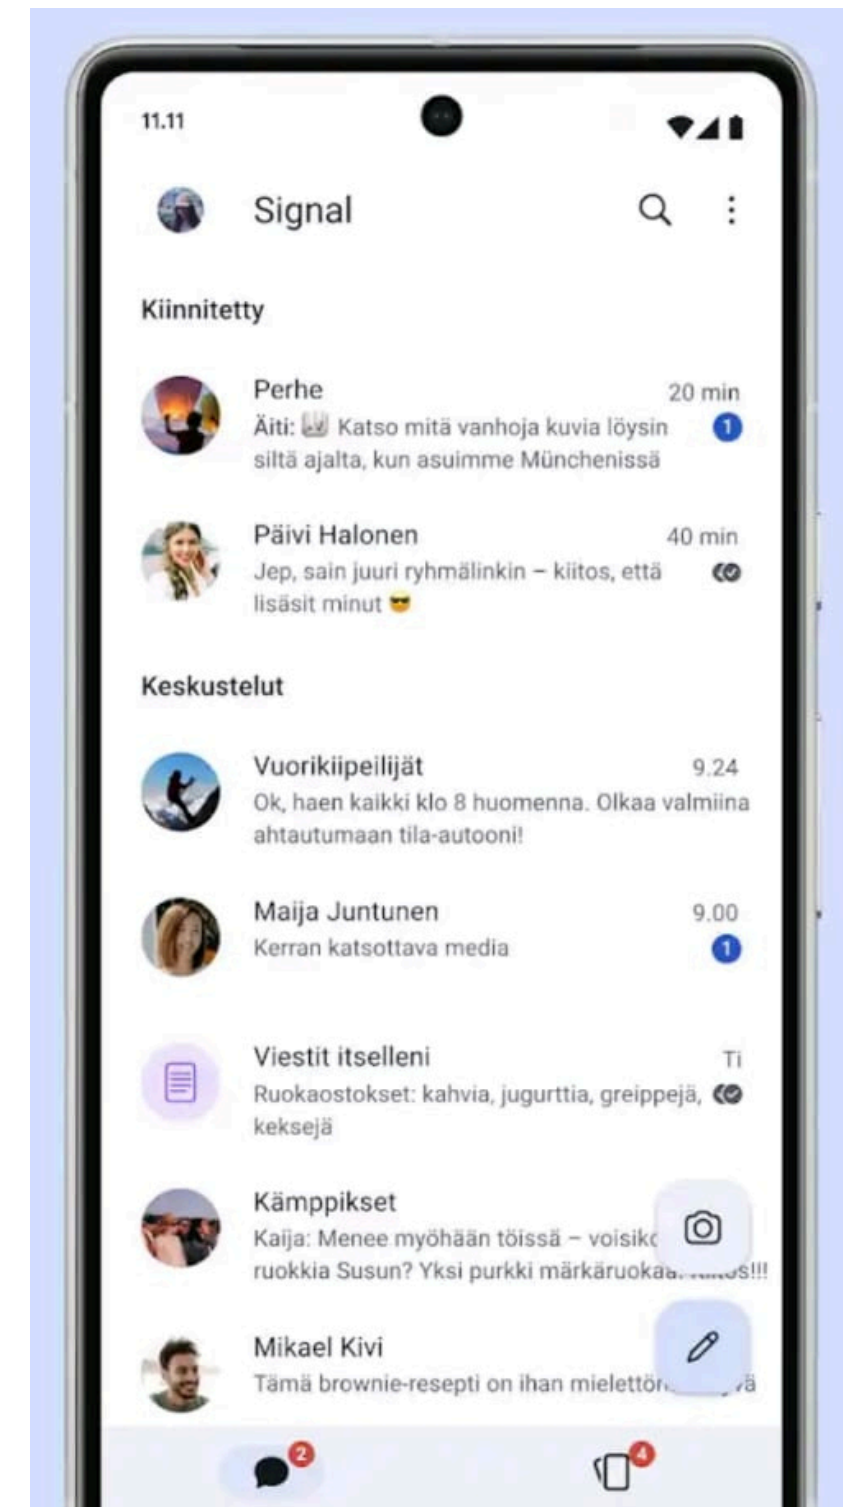 11.11
Signal
Kiinnitetty
Perhe
20 min
Äiti: Katso mitä vanhoja kuvia löysin
1
siltä ajalta, kun asuimme Münchenissä
Päivi Halonen
40 min
Jep, sain juuri ryhmälinkin – kiitos, että
lisäsit minut 😎
Keskustelut
Vuorikiipeilijät
9.24
Ok, haen kaikki klo 8 huomenna. Olkaa valmiina
ahtautumaan tila-autooni!
Maija Juntunen
9.00
Kerran katsottava media
1
Viestit itselleni
Ti
Ruokaostokset: kahvia, jugurttia, greippejä,
keksejä
Kämppikset
Kaija: Menee myöhään töissä –
ruokkia Susun? Yksi purkki
Mikael Kivi
Tämä brownie-resepti on ihan
2
4